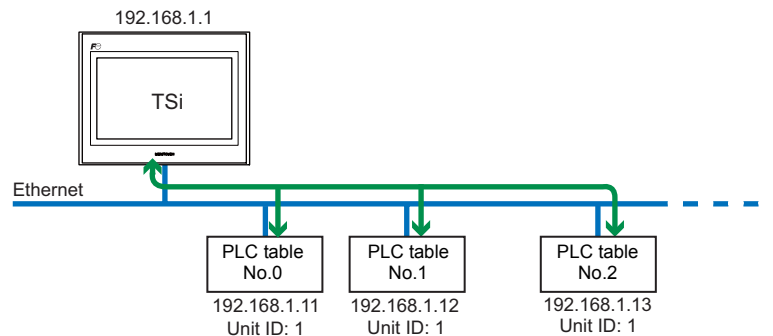 192.168.1.1
TSi
Ethernet
PLC table
No.0
PLC table
No.1
PLC table
No.2
192.168.1.11
Unit ID: 1
192.168.1.12
Unit ID: 1
192.168.1.13
Unit ID: 1